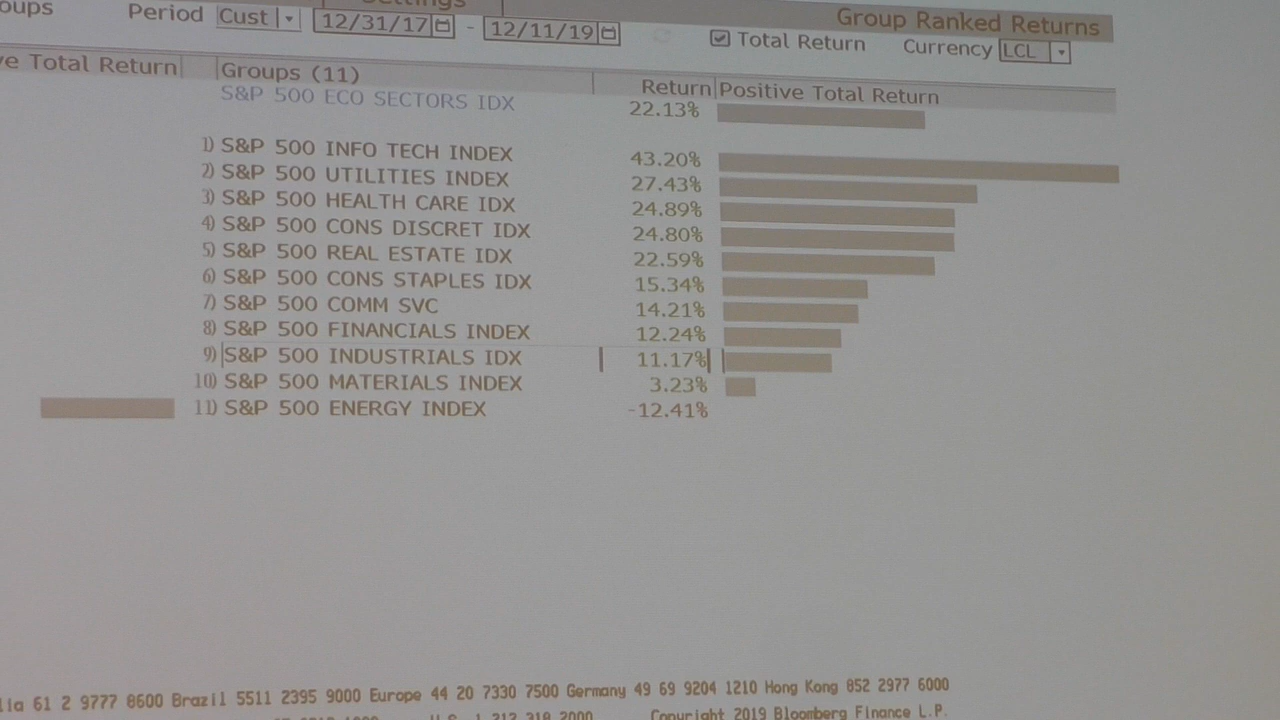 oups Period Cust 12/31/17 - 12/11/19 Settings Group Ranked Returns
Total Return Currency LCL
ve Total Return Groups (11) Return Positive Total Return
S&P 500 ECO SECTORS IDX 22.13%
1) S&P 500 INFO TECH INDEX 43.20%
2) S&P 500 UTILITIES INDEX 27.43%
3) S&P 500 HEALTH CARE IDX 24.89%
4) S&P 500 CONS DISCRET IDX 24.80%
5) S&P 500 REAL ESTATE IDX 22.59%
6) S&P 500 CONS STAPLES IDX 15.34%
7) S&P 500 COMM SVC 14.21%
8) S&P 500 FINANCIALS INDEX 12.24%
9) S&P 500 INDUSTRIALS IDX 11.17%
10) S&P 500 MATERIALS INDEX 3.23%
11) S&P 500 ENERGY INDEX -12.41%
lia 61 2 9777 8600 Brazil 5511 2395 9000 Europe 44 20 7330 7500 Germany 49 69 9204 1210 Hong Kong 852 2977 6000
U.S. 1 212 318 2000 Copyright 2019 Bloomberg Finance L.P.